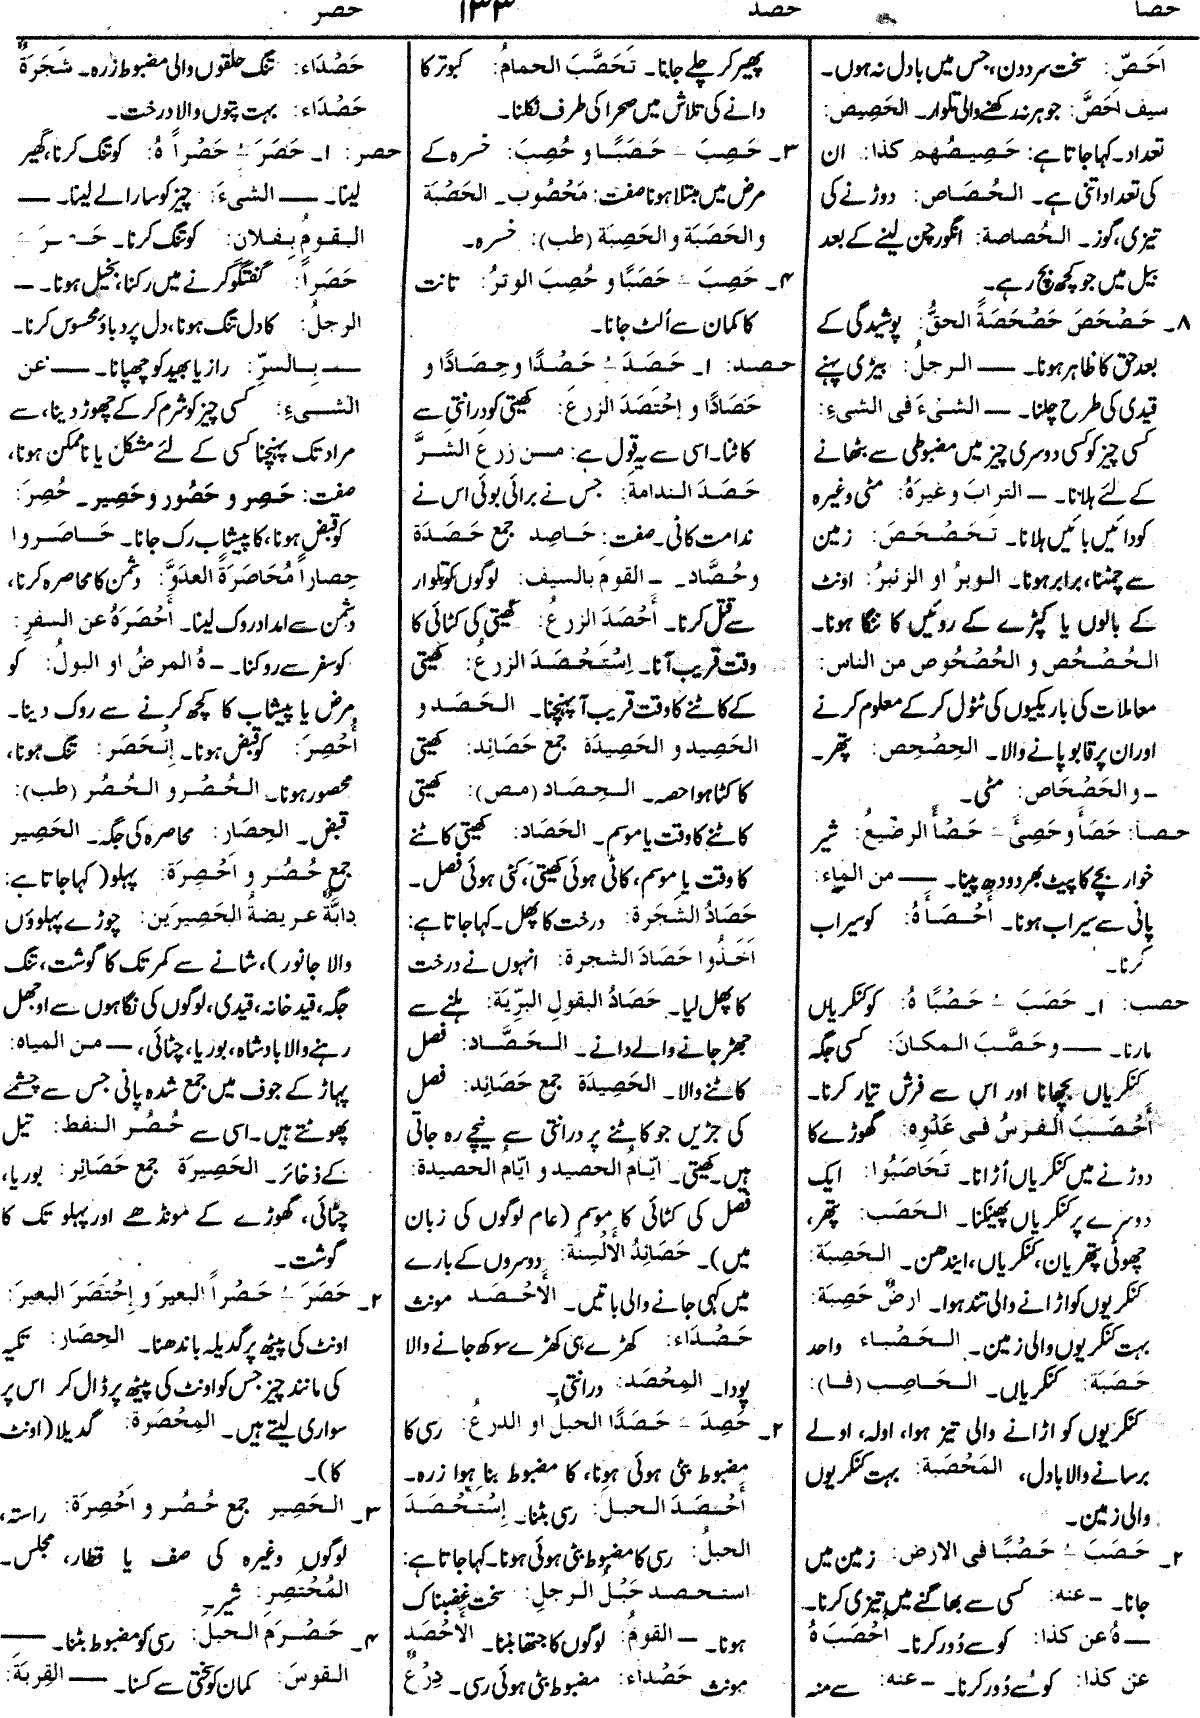 حصا
حصد
۱۳۳
حصر
اَحَصّ: سخت سرد دن، جس میں بادل نہ ہوں۔
سیف اَحَصَّ: جوہر نہ رکھنے والی تلوار۔ الحَصِیص:
تعداد۔ کہا جاتا ہے: حَصِیصُهم کذا: ان
کی تعداد اتنی ہے۔ الحُصَاص: دوڑنے کی
تیزی، گوز۔ الحُصاصة: انگور چن لینے کے بعد
بیل میں جو کچھ بچ رہے۔
۸۔ حَصْحَصَ حَصْحَصَةً الحقُّ: پوشیدگی کے
بعد حق کا ظاہر ہونا۔ — الرجلُ: بیڑی پہنے
قیدی کی طرح چلنا۔ — الشیْءَ فی الشیءِ:
کسی چیز کو کسی دوسری چیز میں مضبوطی سے بٹھانے
کے لئے ہلانا۔ — الترابَ وغیرَهُ: مٹی وغیرہ
کو دائیں بائیں ہلانا۔ تَحَصْحَصَ: زمین
سے چمٹنا، برابر ہونا۔ الوبرُ او الزئبرُ: اونٹ
کے بالوں یا کپڑے کے روئیں کا ننگا ہونا۔
الحُصْحُص و الحُصْحُوص من الناس:
معاملات کی باریکیوں کی ٹٹول کر کے معلوم کرنے
اور ان پر قابو پانے والا۔ الحِصْحِص: پتھر۔
— و الحَصْحَاص: مٹی۔
حصا: حَصَأَ و حَصِیَٔ — حَصْأً الرضیعُ: شیر
خوار بچے کا پیٹ بھر دودھ پینا۔ — من الماء:
پانی سے سیراب ہونا۔ أَحْصَأَهُ: کو سیراب
کرنا۔
حصب: ۱۔ حَصَبَ ـُ حَصْبًا هُ: کو کنکریاں
مارنا۔ — و حَصَّبَ المکانَ: کسی جگہ
کنکریاں بچھانا اور اس سے فرش تیار کرنا۔
أَحْصَبَ الفرسُ فی عَدْوِهِ: گھوڑے کا
دوڑنے میں کنکریاں اُڑانا۔ تَحَاصَبُوا: ایک
دوسرے پر کنکریاں پھینکنا۔ الحَصَب: پتھر،
چھوٹی پتھریاں، کنکریاں، ایندھن۔ الحَصِبَة:
کنکریوں کو اڑانے والی تند ہوا۔ ارضٌ حَصِبَة:
بہت کنکریوں والی زمین۔ الحَصْبَاء واحد
حَصَبَة: کنکریاں۔ الحَاصِب (فا):
کنکریوں کو اڑانے والی تیز ہوا، اولہ، اولے
برسانے والا بادل، المَحْصَبة: بہت کنکریوں
والی زمین۔
۲۔ حَصَبَ ـُ حَصْبًا فی الارض: زمین میں
جانا۔ — عنه: کسی سے بھاگنے میں تیزی کرنا۔
— هُ عن کذا: کو سے دُور کرنا۔ أَحْصَبَهُ
عن کذا: کو سے دُور کرنا۔ — عنه: سے منہ
پھیر کر چلے جانا۔ تَحَصَّبَ الحمامُ: کبوتر کا
دانے کی تلاش میں صحرا کی طرف نکلنا۔
۳۔ حَصِبَ ـَ حَصَبًا و حُصِبَ: خسرہ کے
مرض میں مبتلا ہونا صفت: مَحْصُوب۔ الحَصْبَة
و الحَصَبَة و الحَصِبَة (طب): خسرہ۔
۴۔ حَصِبَ ـَ حَصَبًا و حُصِبَ الوترُ: تانت
کا کمان سے اُلٹ جانا۔
حصد: ۱۔ حَصَدَ ـُ حَصْدًا و حِصَادًا و
حَصَادًا و اِحْتَصَدَ الزرعَ: کھیتی کو درانتی سے
کاٹنا۔ اسی سے یہ قول ہے: من زرعَ الشرَّ
حَصَدَ الندامة: جس نے برائی بوئی اس نے
ندامت کاٹی۔ صفت: حَاصِد جمع حَصَدَة
و حُصَّاد۔ — القومَ بالسیف: لوگوں کو تلوار
سے قتل کرنا۔ أَحْصَدَ الزرعُ: کھیتی کی کٹائی کا
وقت قریب آنا۔ اِسْتَحْصَدَ الزرعُ: کھیتی
کے کاٹنے کا وقت قریب آ پہنچنا۔ الحَصَد و
الحَصِید و الحَصِیدَة جمع حَصَائد: کھیتی
کا کٹا ہوا حصہ۔ الحِصَاد (مص): کھیتی
کاٹنے کا وقت یا موسم۔ الحَصَاد: کھیتی کاٹنے
کا وقت یا موسم، کاٹی ہوئی کھیتی، کٹی ہوئی فصل۔
حَصَادُ الشجرة: درخت کا پھل۔ کہا جاتا ہے:
اَخَذُوا حَصَادَ الشجرة: انہوں نے درخت
کا پھل لیا۔ حَصَادُ البقولِ البرّیَة: ہلنے سے
جھڑ جانے والے دانے۔ الحَصَّاد: فصل
کاٹنے والا۔ الحَصِیدَة جمع حَصَائِد: فصل
کی جڑیں جو کاٹنے پر درانتی سے نیچے رہ جاتی
ہیں۔ کھیتی۔ ایّامُ الحصید و ایّام الحصیدة:
فصل کی کٹائی کا موسم (عام لوگوں کی زبان
میں)۔ حَصَائِدُ الألْسِنَة: دوسروں کے بارے
میں کہی جانے والی باتیں۔ الأَحْصَد مونث
حَصْدَاء: کھڑے ہی کھڑے سوکھ جانے والا
پودا۔ المِحْصَد: درانتی۔
۲۔ حَصِدَ ـَ حَصَدًا الحبلُ او الدرعُ: رسی کا
مضبوط بٹی ہوئی ہونا، کا مضبوط بنا ہوا زرہ۔
أَحْصَدَ الحبلَ: رسی بٹنا۔ اِسْتَحْصَدَ
الحبلُ: رسی کا مضبوط بٹی ہوئی ہونا۔ کہا جاتا ہے:
استحصد حَبْلُ الرجلِ: سخت غضبناک
ہونا۔ — القومُ: لوگوں کا جتھا بننا۔ الأَحْصَد
مونث حَصْدَاء: مضبوط بٹی ہوئی رسی۔ دِرْعٌ
حَصْدَاء: تنگ حلقوں والی مضبوط زرہ۔ شَجَرَةٌ
حَصْدَاء: بہت پتوں والا درخت۔
حصر: ۱۔ حَصَرَ ـُ حَصْراً هُ: کو تنگ کرنا، گھیر
لینا۔ — الشیءَ: چیز کو سارا لے لینا۔ —
القومُ بِفلان: کو تنگ کرنا۔ حَصِرَ ـَ
حَصَراً: گفتگو کرنے میں رکنا، بخیل ہونا۔ —
الرجلُ: کا دل تنگ ہونا، دل پر دباؤ محسوس کرنا۔
— بِالسرِّ: راز یا بھید کو چھپانا۔ — عن
الشیءِ: کسی چیز کو شرم کر کے چھوڑ دینا، سے
مراد تک پہنچنا کسی کے لئے مشکل یا ناممکن ہونا،
صفت: حَصِر و حَصُور و حَصِیر۔ حُصِرَ:
کو قبض ہونا، کا پیشاب رک جانا۔ حَاصَروا
حِصاراً مُحَاصَرَةً العدوَّ: دشمن کا محاصرہ کرنا،
دشمن سے امداد روک لینا۔ أَحْصَرَهُ عن السفرِ:
کو سفر سے روکنا۔ — هُ المرضُ او البولُ: کو
مرض یا پیشاب کا کچھ کرنے سے روک دینا۔
أُحْصِرَ: کو قبض ہونا۔ اِنْحَصَرَ: تنگ ہونا،
محصور ہونا۔ الحُصْر و الحُصُر (طب):
قبض۔ الحِصَار: محاصرہ کی جگہ۔ الحَصِیر
جمع حُصُر و اَحْصِرَة: پہلو (کہا جاتا ہے:
دابّةٌ عریضةُ الحَصِیرَین: چوڑے پہلوؤں
والا جانور)، شانے سے کمر تک کا گوشت، تنگ
جگہ، قید خانہ، قیدی، لوگوں کی نگاہوں سے اوجھل
رہنے والا بادشاہ، بوریا، چٹائی، — من المیاه:
پہاڑ کے جوف میں جمع شدہ پانی جس سے چشمے
پھوٹتے ہیں۔ اسی سے حُصُر النفط: تیل
کے ذخائر۔ الحَصِیرَة جمع حَصَائِر: بوریا،
چٹائی، گھوڑے کے مونڈھے اور پہلو تک کا
گوشت۔
۲۔ حَصَرَ ـُ حَصْراً البعیرَ و اِحْتَصَرَ البعیرَ:
اونٹ کی پیٹھ پر گدیلہ باندھنا۔ الحِصَار: تکیہ
کی مانند چیز جس کو اونٹ کی پیٹھ پر ڈال کر اس پر
سواری لیتے ہیں۔ المِحْصَرة: گدیلا (اونٹ
کا)۔
۳۔ الحَصِیر جمع حُصُر و اَحْصِرَة: راستہ،
لوگوں وغیرہ کی صف یا قطار، مجلس۔
المُحْتَصِر: شیر۔
۴۔ حَصْرَمَ الحبلَ: رسی کو مضبوط بٹنا۔ —
القوسَ: کمان کو سختی سے کسنا۔ — القِربَةَ: